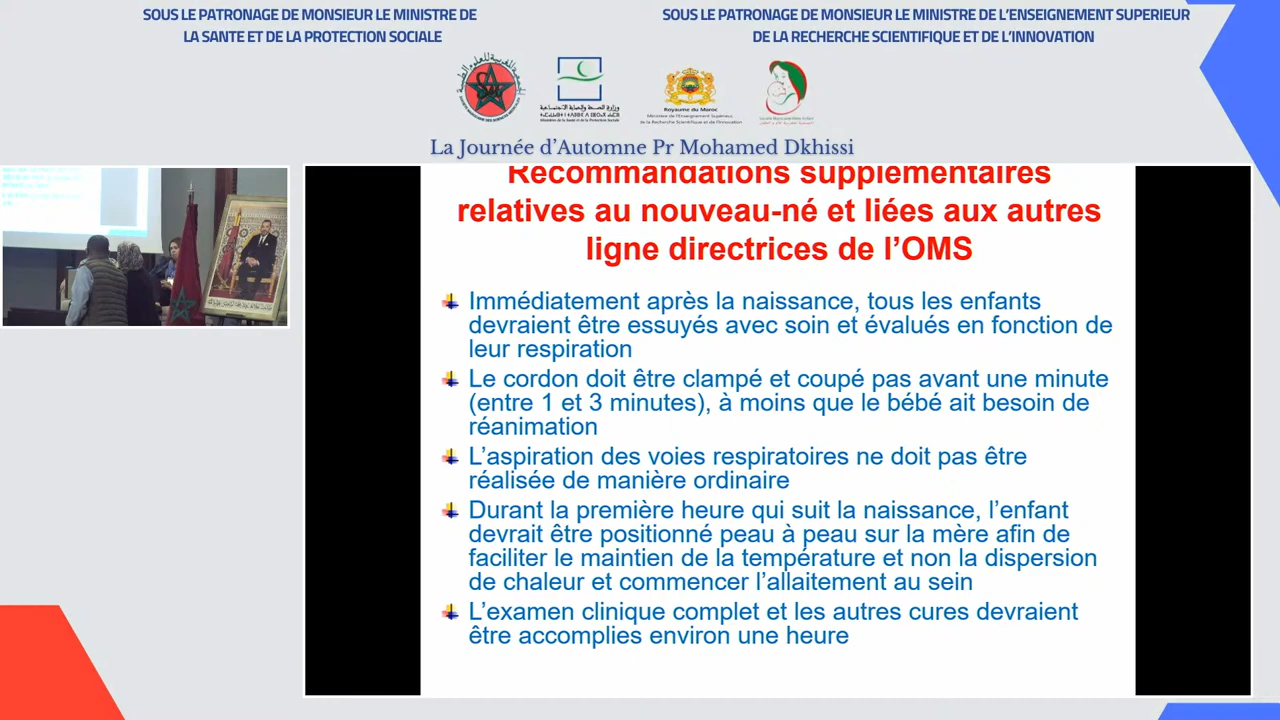 SOUS LE PATRONAGE DE MONSIEUR LE MINISTRE DE
LA SANTE ET DE LA PROTECTION SOCIALE
SOUS LE PATRONAGE DE MONSIEUR LE MINISTRE DE L'ENSEIGNEMENT SUPERIEUR
DE LA RECHERCHE SCIENTIFIQUE ET DE L'INNOVATION
Royaume du Maroc
La Journée d'Automne Pr Mohamed Dkhissi
Recommandations supplémentaires
relatives au nouveau-né et liées aux autres
ligne directrices de l'OMS
Immédiatement après la naissance, tous les enfants
devraient être essuyés avec soin et évalués en fonction de
leur respiration
Le cordon doit être clampé et coupé pas avant une minute
(entre 1 et 3 minutes), à moins que le bébé ait besoin de
réanimation
L'aspiration des voies respiratoires ne doit pas être
réalisée de manière ordinaire
Durant la première heure qui suit la naissance, l'enfant
devrait être positionné peau à peau sur la mère afin de
faciliter le maintien de la température et non la dispersion
de chaleur et commencer l'allaitement au sein
L'examen clinique complet et les autres cures devraient
être accomplies environ une heure